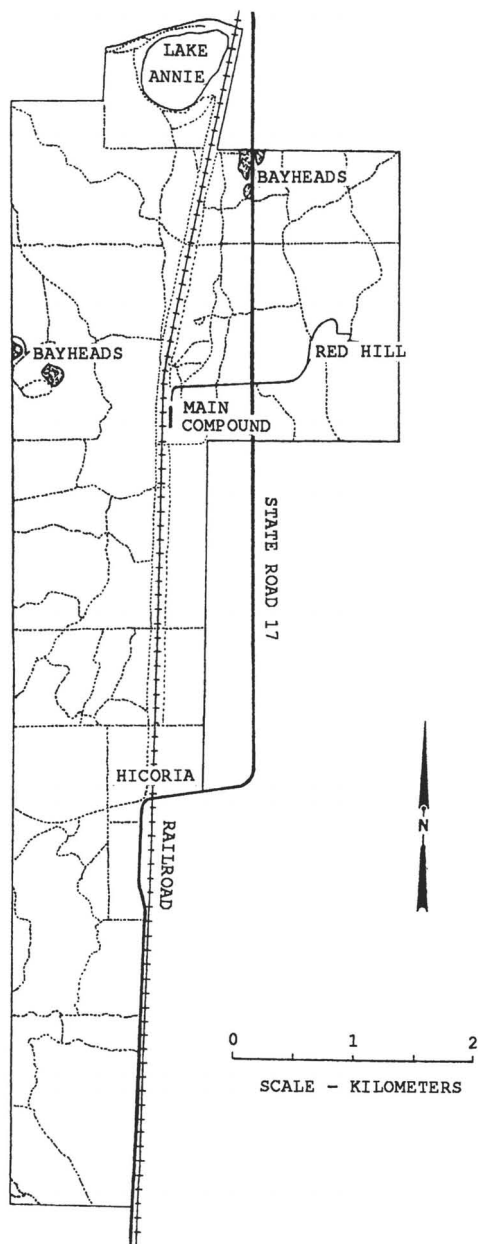 LAKE
ANNIE
BAYHEADS
BAYHEADS
RED HILL
MAIN
COMPOUND
STATE ROAD 17
HICORIA
RAILROAD
N
0 1 2
SCALE - KILOMETERS